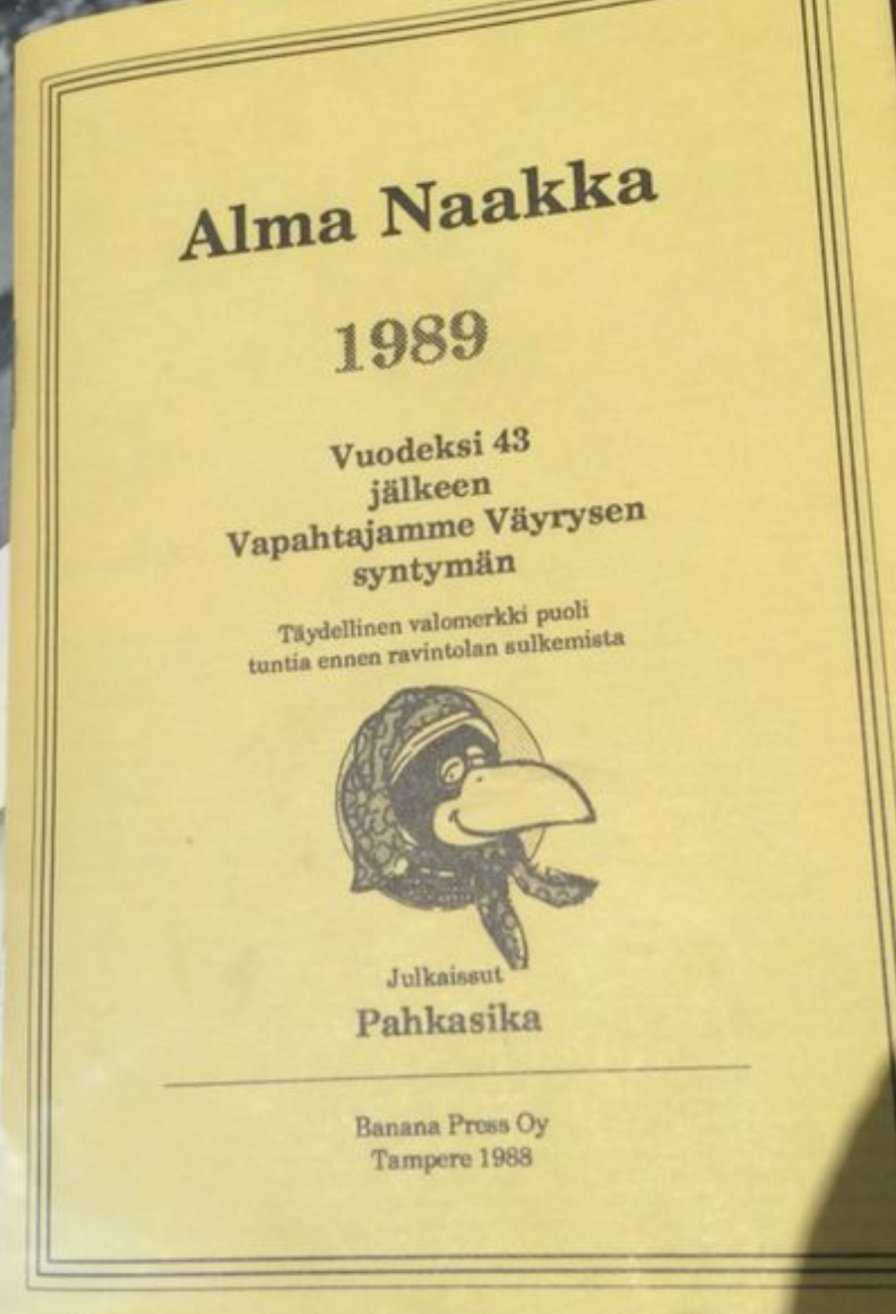 Alma Naakka
1989
Vuodeksi 43
jälkeen
Vapahtajamme Väyrysen
syntymän
Täydellinen valomerkki puoli
tuntia ennen ravintolan sulkemista
Julkaissut
Pahkasika
Banana Press Oy
Tampere 1988